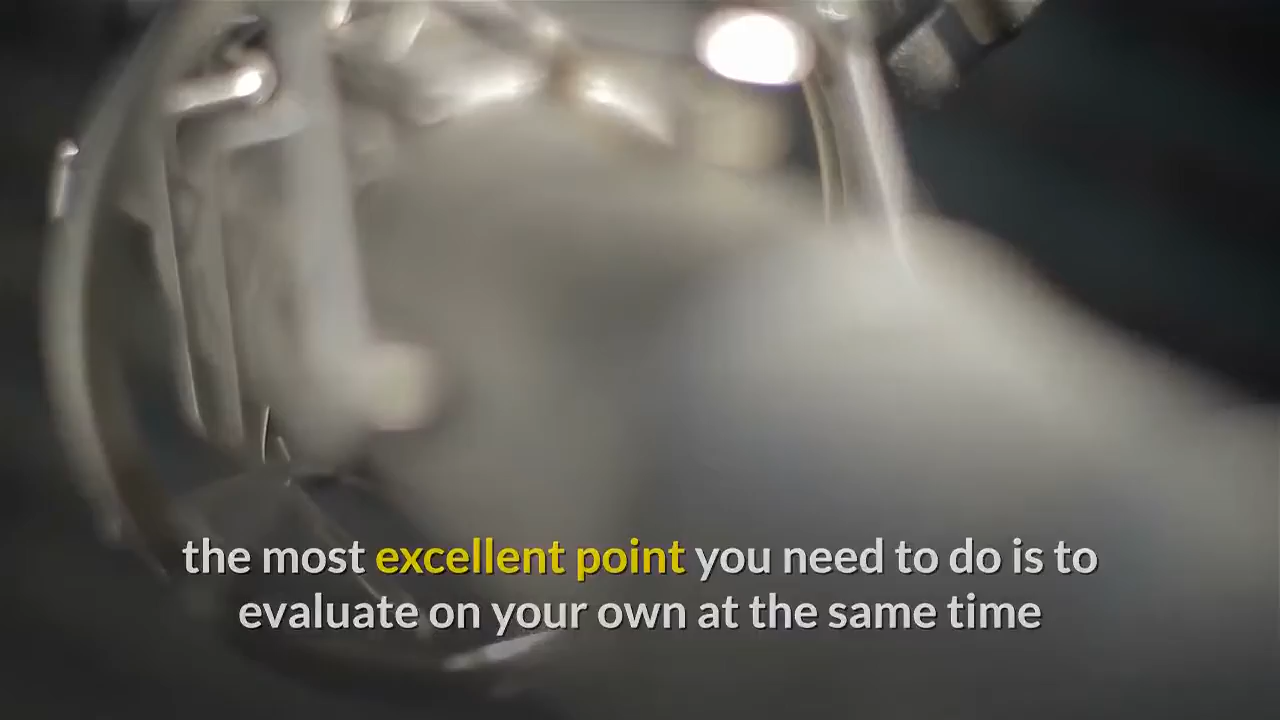 the most excellent point you need to do is to
evaluate on your own at the same time